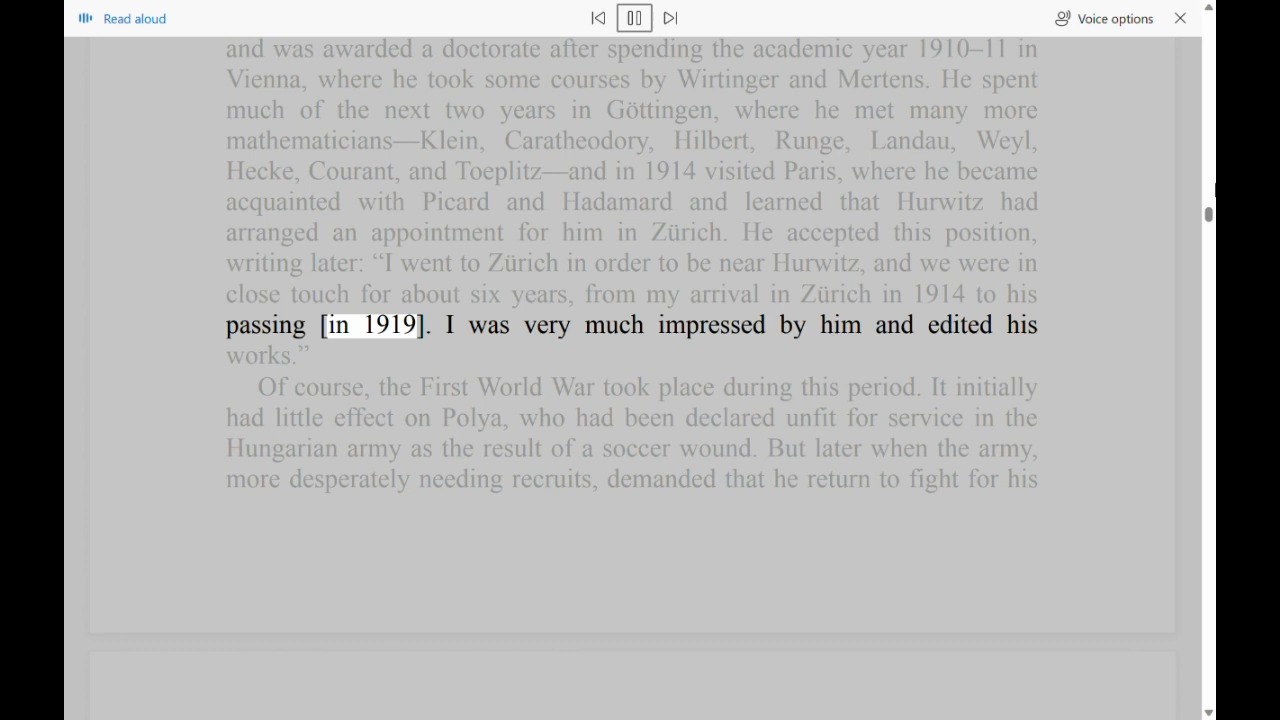 Read aloud
Voice options
and was awarded a doctorate after spending the academic year 1910–11 in
Vienna, where he took some courses by Wirtinger and Mertens. He spent
much of the next two years in Göttingen, where he met many more
mathematicians—Klein, Caratheodory, Hilbert, Runge, Landau, Weyl,
Hecke, Courant, and Toeplitz—and in 1914 visited Paris, where he became
acquainted with Picard and Hadamard and learned that Hurwitz had
arranged an appointment for him in Zürich. He accepted this position,
writing later: “I went to Zürich in order to be near Hurwitz, and we were in
close touch for about six years, from my arrival in Zürich in 1914 to his
passing [in 1919]. I was very much impressed by him and edited his
works.”
Of course, the First World War took place during this period. It initially
had little effect on Polya, who had been declared unfit for service in the
Hungarian army as the result of a soccer wound. But later when the army,
more desperately needing recruits, demanded that he return to fight for his